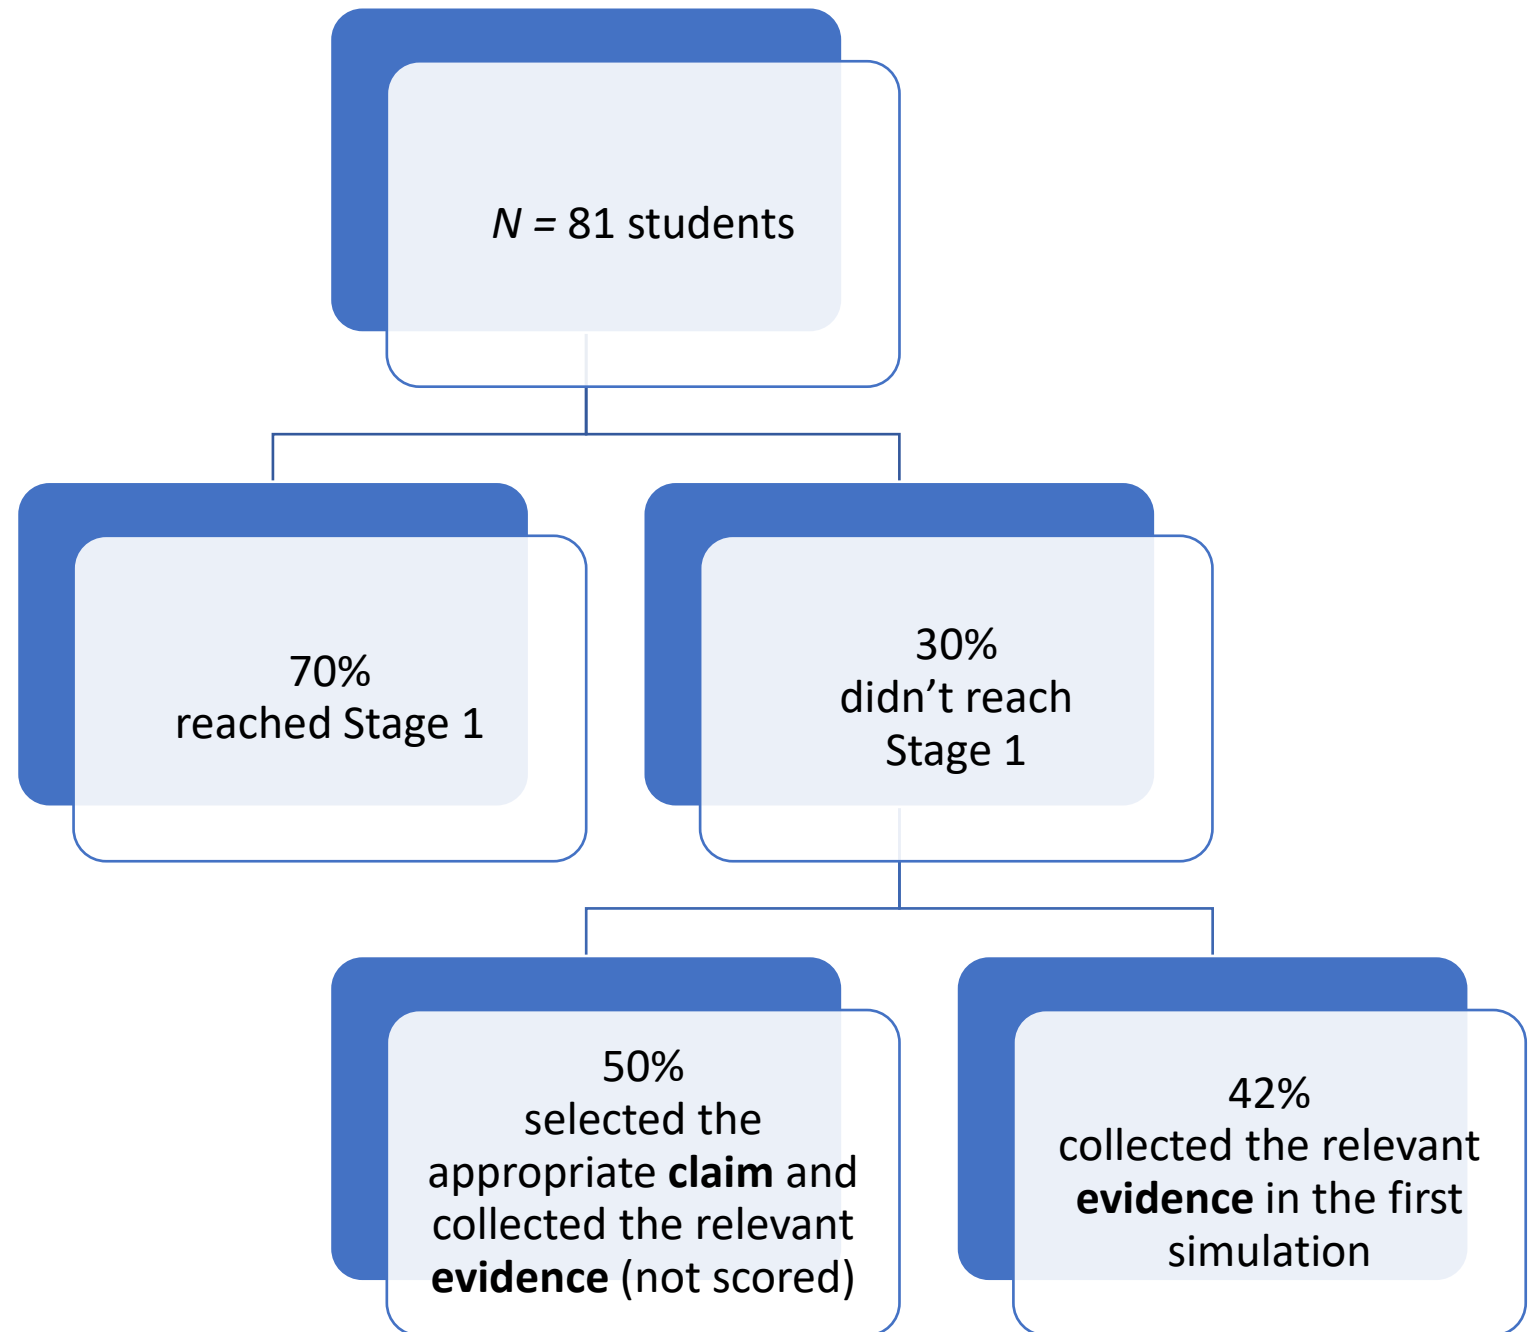 N = 81 students
70%
reached Stage 1
30%
didn’t reach
Stage 1
50%
selected the
appropriate claim and
collected the relevant
evidence (not scored)
42%
collected the relevant
evidence in the first
simulation